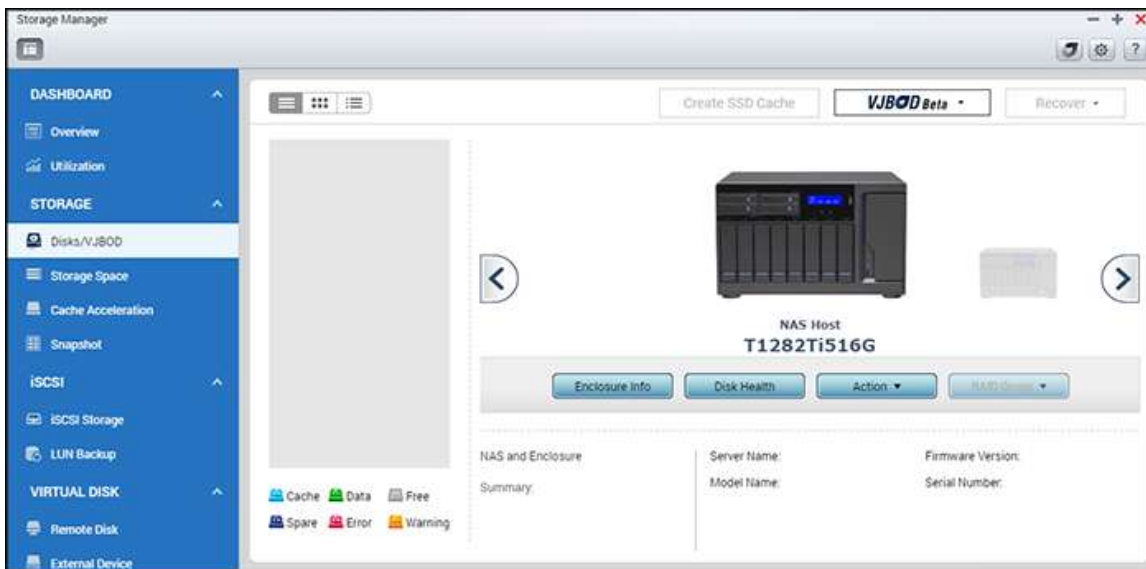 Storage Manager
DASHBOARD
Overview
Utilization
STORAGE
Disks/VJBOD
Storage Space
Cache Acceleration
Snapshot
iSCSI
iSCSI Storage
LUN Backup
VIRTUAL DISK
Remote Disk
External Device
Create SSD Cache
VJBOD Beta
Recover
NAS Host
T1282Ti516G
Enclosure Info
Disk Health
Action
RAID Group
Cache
Data
Free
Spare
Error
Warning
NAS and Enclosure
Summary:
Server Name:
Model Name:
Firmware Version:
Serial Number: